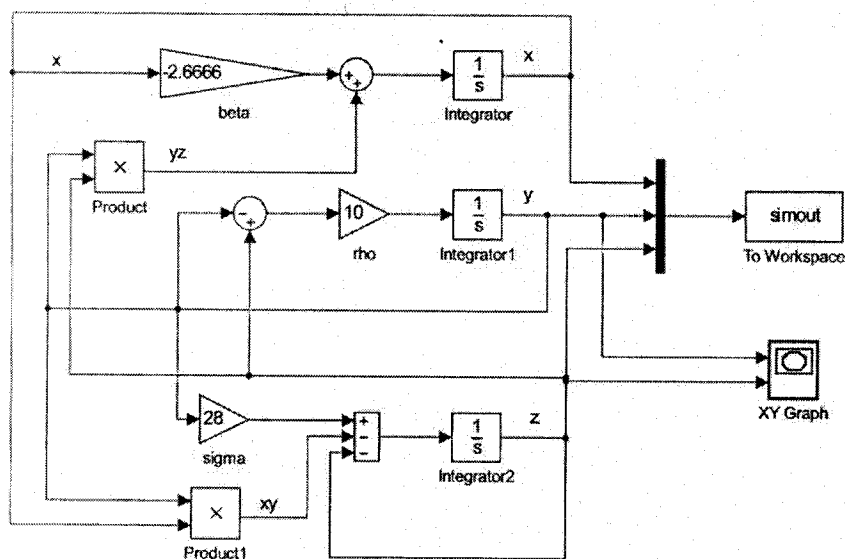 x
-2.6666
beta
+
+
1
s
Integrator
x
yz
×
Product
-
+
10
rho
1
s
Integrator1
y
simout
To Workspace
28
sigma
+
-
-
1
s
Integrator2
z
XY Graph
×
Product1
xy